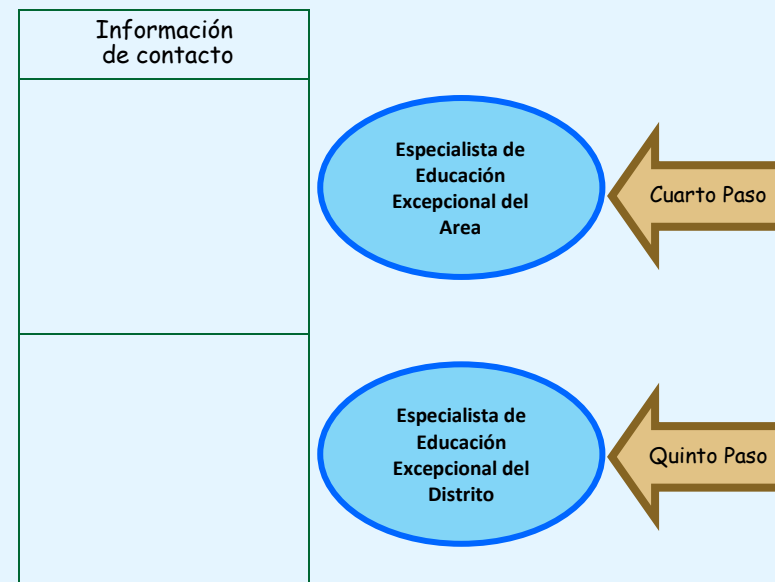 Información
de contacto
Especialista de
Educación
Excepcional del
Area
Cuarto Paso
Especialista de
Educación
Excepcional del
Distrito
Quinto Paso